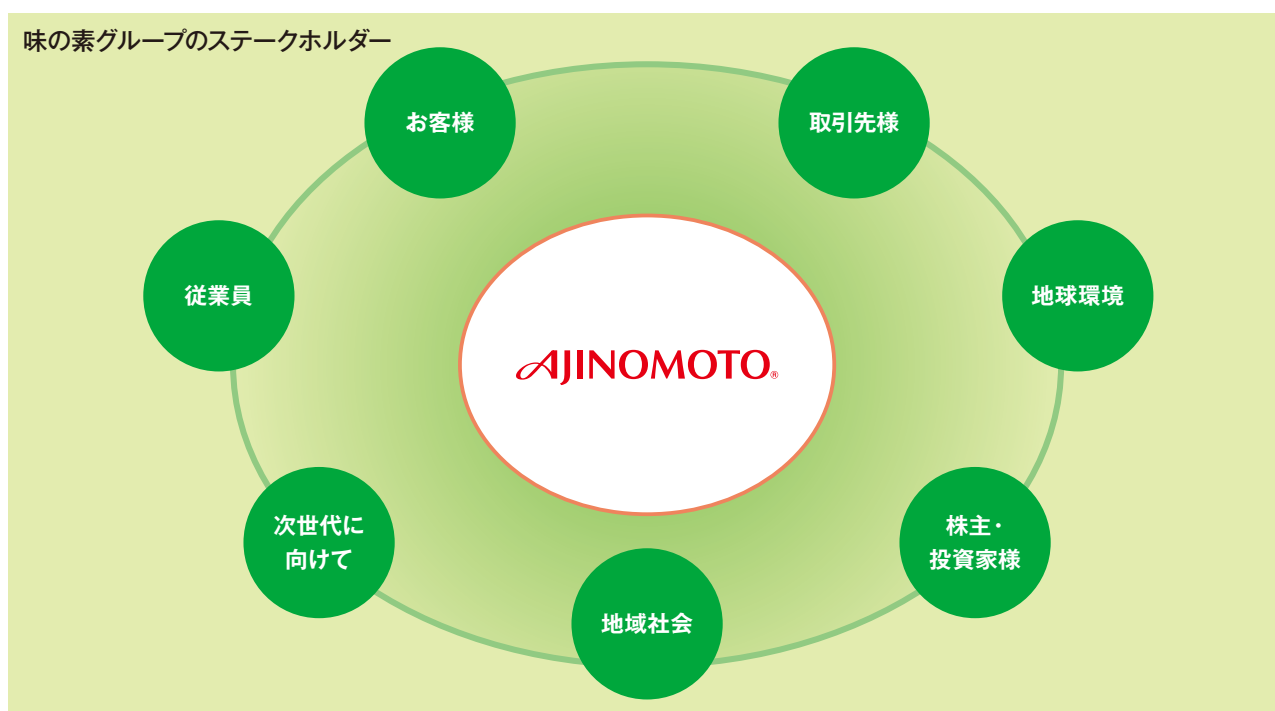 味の素グループのステークホルダー
お客様
取引先様
従業員
地球環境
AJINOMOTO®
次世代に
向けて
株主・
投資家様
地域社会